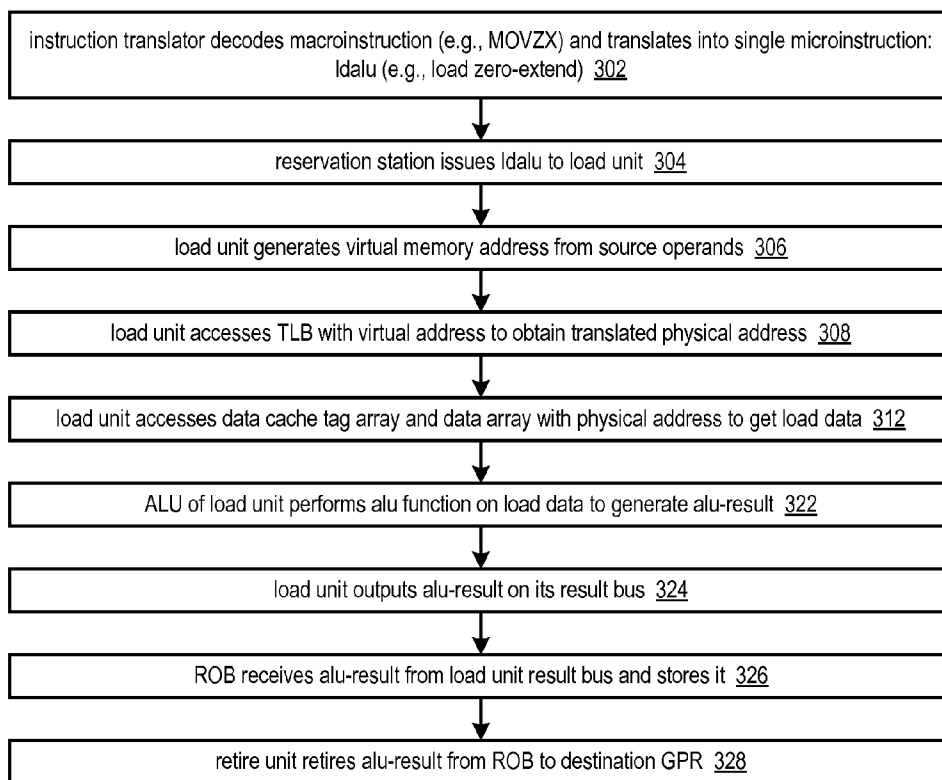 instruction translator decodes macroinstruction (e.g., MOVZX) and translates into single microinstruction:
ldalu (e.g., load zero-extend) 302
reservation station issues ldalu to load unit 304
load unit generates virtual memory address from source operands 306
load unit accesses TLB with virtual address to obtain translated physical address 308
load unit accesses data cache tag array and data array with physical address to get load data 312
ALU of load unit performs alu function on load data to generate alu-result 322
load unit outputs alu-result on its result bus 324
ROB receives alu-result from load unit result bus and stores it 326
retire unit retires alu-result from ROB to destination GPR 328